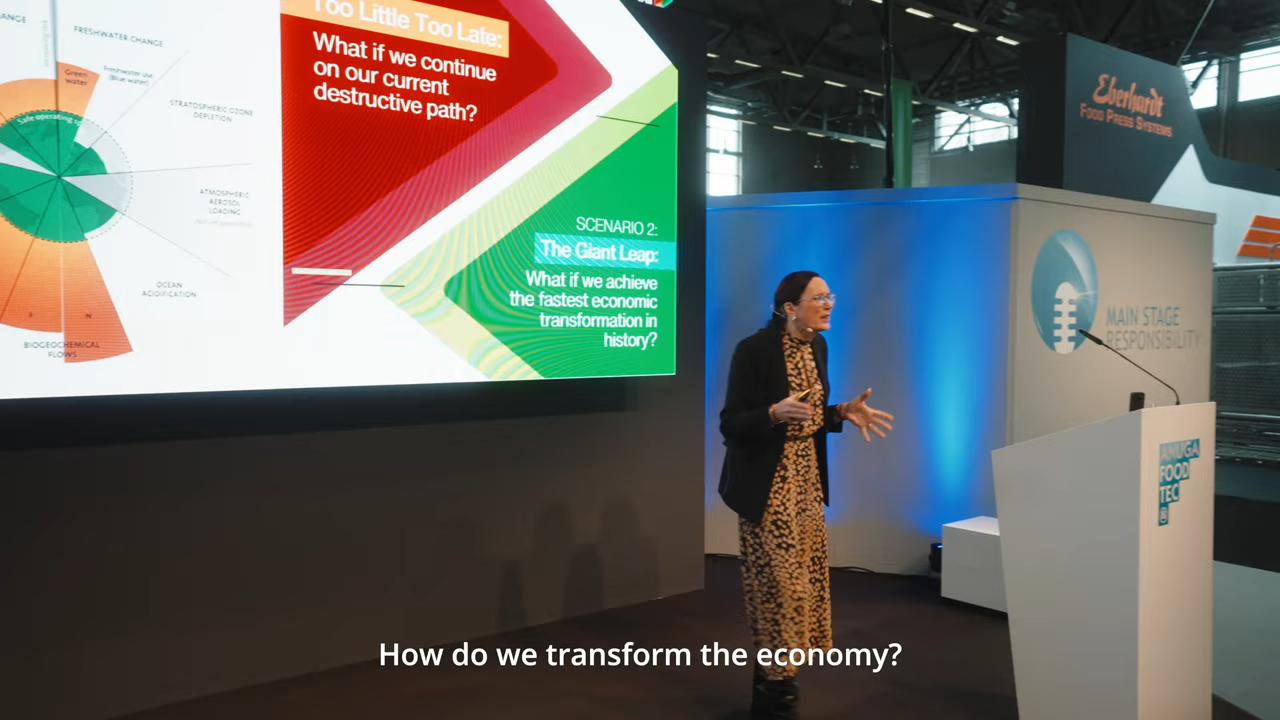 ANGE
FRESHWATER CHANGE
Green
water
Freshwater use
(Blue water)
STRATOSPHERIC OZONE
DEPLETION
Safe operating
ATMOSPHERIC
AEROSOL
LOADING
OCEAN
ACIDIFICATION
P
N
BIOGEOCHEMICAL
FLOWS
Too Little Too Late:
What if we continue
on our current
destructive path?
SCENARIO 2:
The Giant Leap:
What if we achieve
the fastest economic
transformation in
history?
Eberhardt
FOOD PRESS SYSTEMS
MAIN STAGE
RESPONSIBILITY
ANUGA
FOOD
TEC
How do we transform the economy?